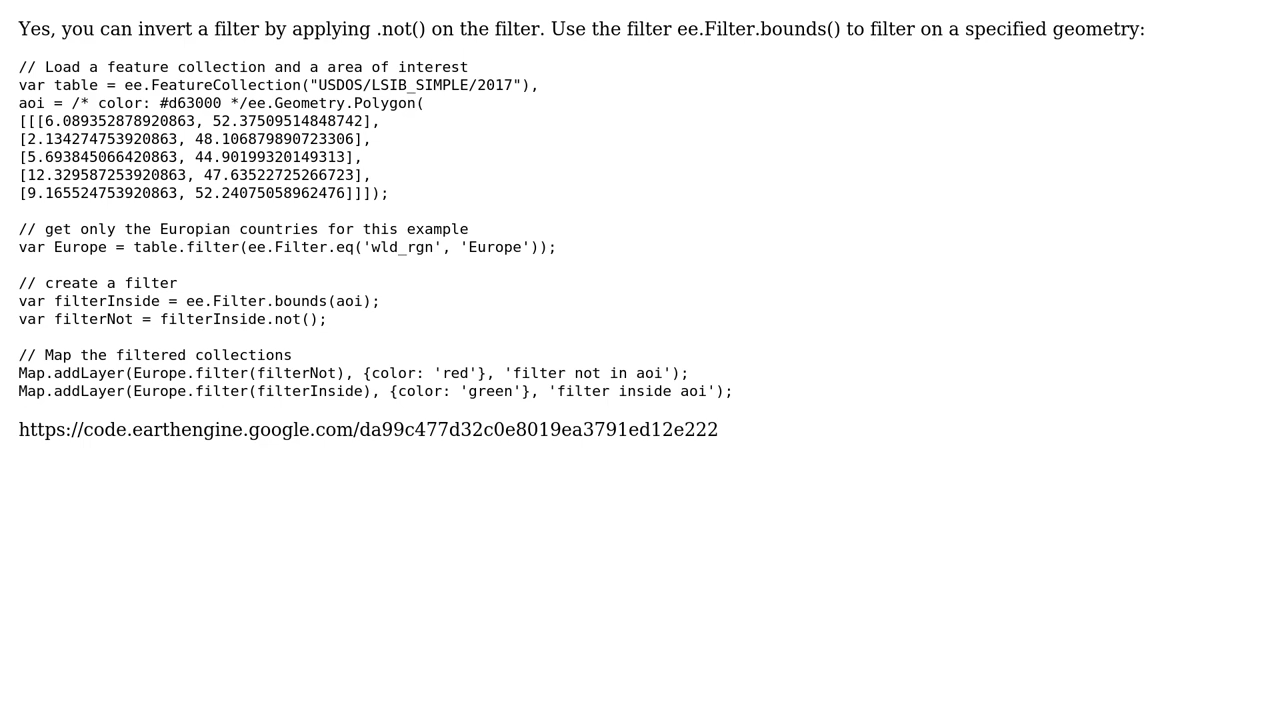 Yes, you can invert a filter by applying .not() on the filter. Use the filter ee.Filter.bounds() to filter on a specified geometry:
// Load a feature collection and a area of interest
var table = ee.FeatureCollection("USDOS/LSIB_SIMPLE/2017"),
aoi = /* color: #d63000 */ee.Geometry.Polygon(
[[[6.089352878920863, 52.37509514848742],
[2.134274753920863, 48.106879890723306],
[5.693845066420863, 44.90199320149313],
[12.329587253920863, 47.63522725266723],
[9.165524753920863, 52.24075058962476]]]);
// get only the Europian countries for this example
var Europe = table.filter(ee.Filter.eq('wld_rgn', 'Europe'));
// create a filter
var filterInside = ee.Filter.bounds(aoi);
var filterNot = filterInside.not();
// Map the filtered collections
Map.addLayer(Europe.filter(filterNot), {color: 'red'}, 'filter not in aoi');
Map.addLayer(Europe.filter(filterInside), {color: 'green'}, 'filter inside aoi');
https://code.earthengine.google.com/da99c477d32c0e8019ea3791ed12e222